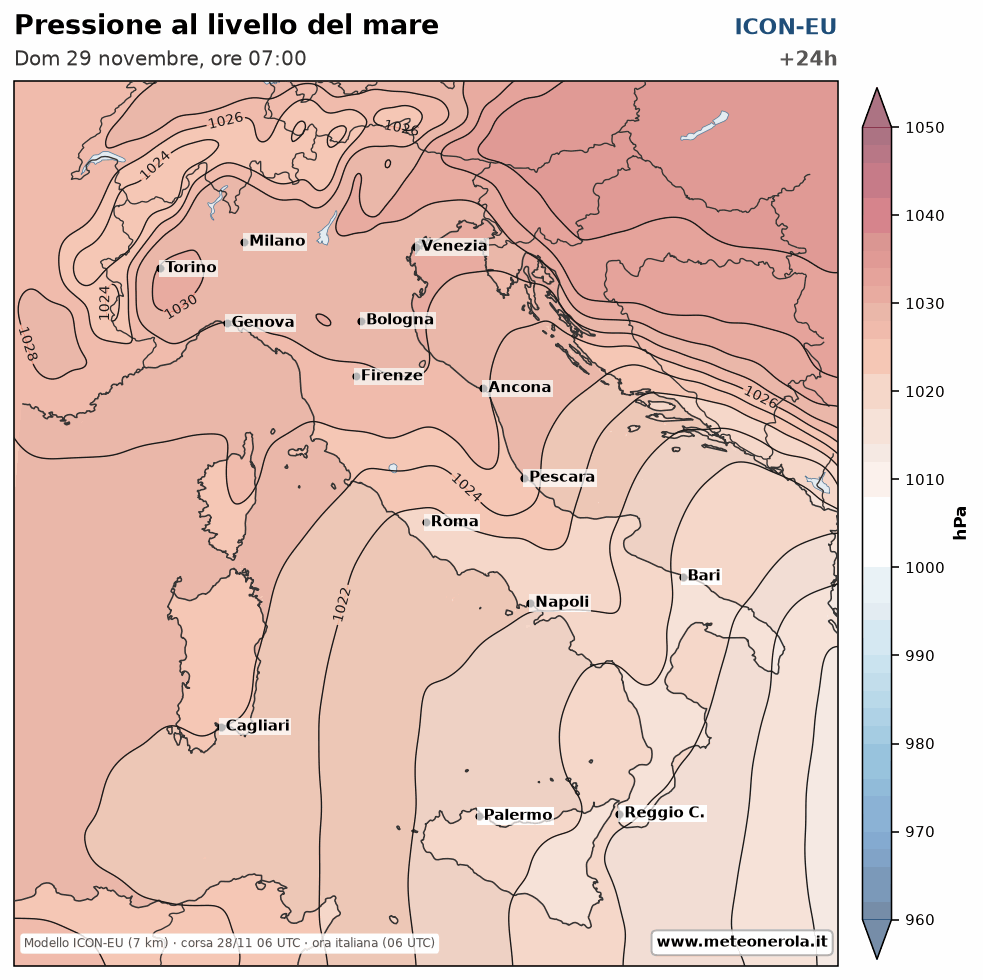 Pressione al livello del mare
ICON-EU
Dom 29 novembre, ore 07:00
+24h
1026
1026
1024
Milano
Venezia
Torino
1024
1030
Genova
Bologna
1028
Firenze
Ancona
1026
Pescara
1024
Roma
Bari
Napoli
1022
Cagliari
Palermo
Reggio C.
1050
1040
1030
1020
1010
1000
990
980
970
960
hPa
Modello ICON-EU (7 km) · corsa 28/11 06 UTC · ora italiana (06 UTC)
www.meteonerola.it